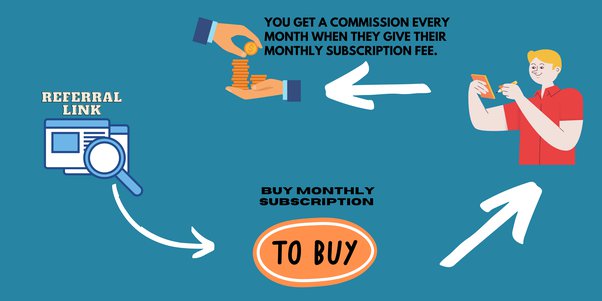 YOU GET A COMMISSION EVERY
MONTH WHEN THEY GIVE THEIR
MONTHLY SUBSCRIPTION FEE.
REFERRAL
LINK
BUY MONTHLY
SUBSCRIPTION
TO BUY